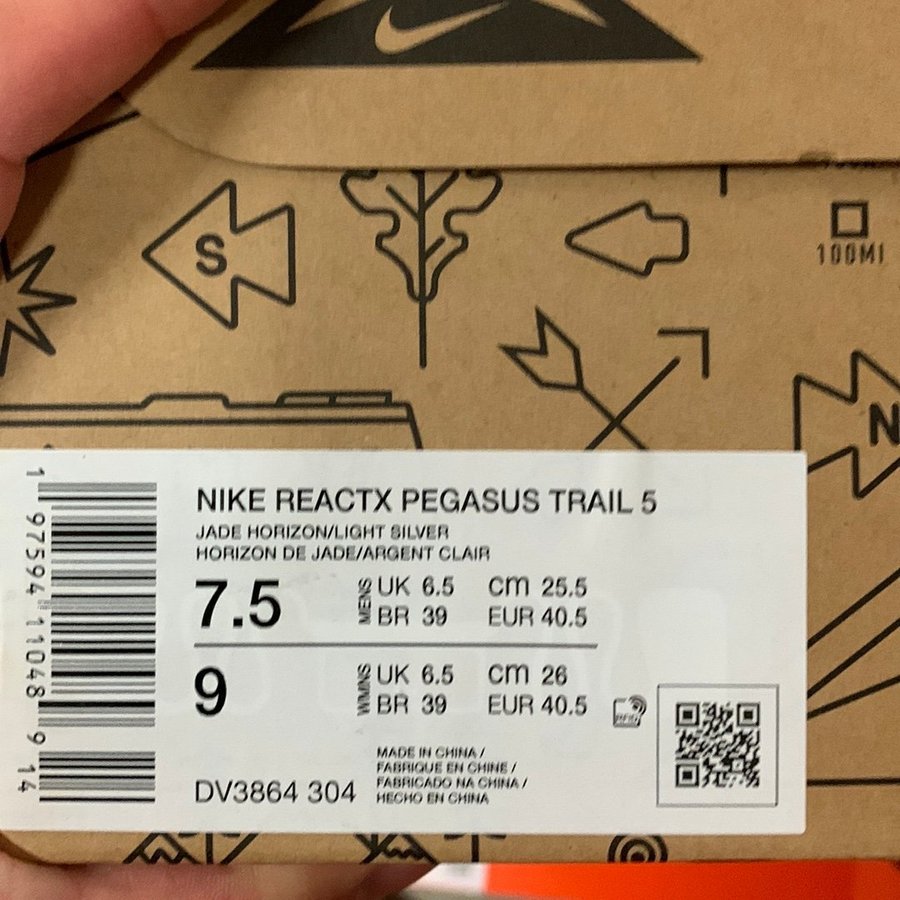 S
100MI
N
NIKE REACTX PEGASUS TRAIL 5
JADE HORIZON/LIGHT SILVER
HORIZON DE JADE/ARGENT CLAIR
7.5 MENS UK 6.5 CM 25.5
BR 39 EUR 40.5
9 W/MNS UK 6.5 CM 26
BR 39 EUR 40.5
RFID
DV3864 304
MADE IN CHINA /
FABRIQUE EN CHINE /
FABRICADO NA CHINA /
HECHO EN CHINA
1 97594 11048 9 14